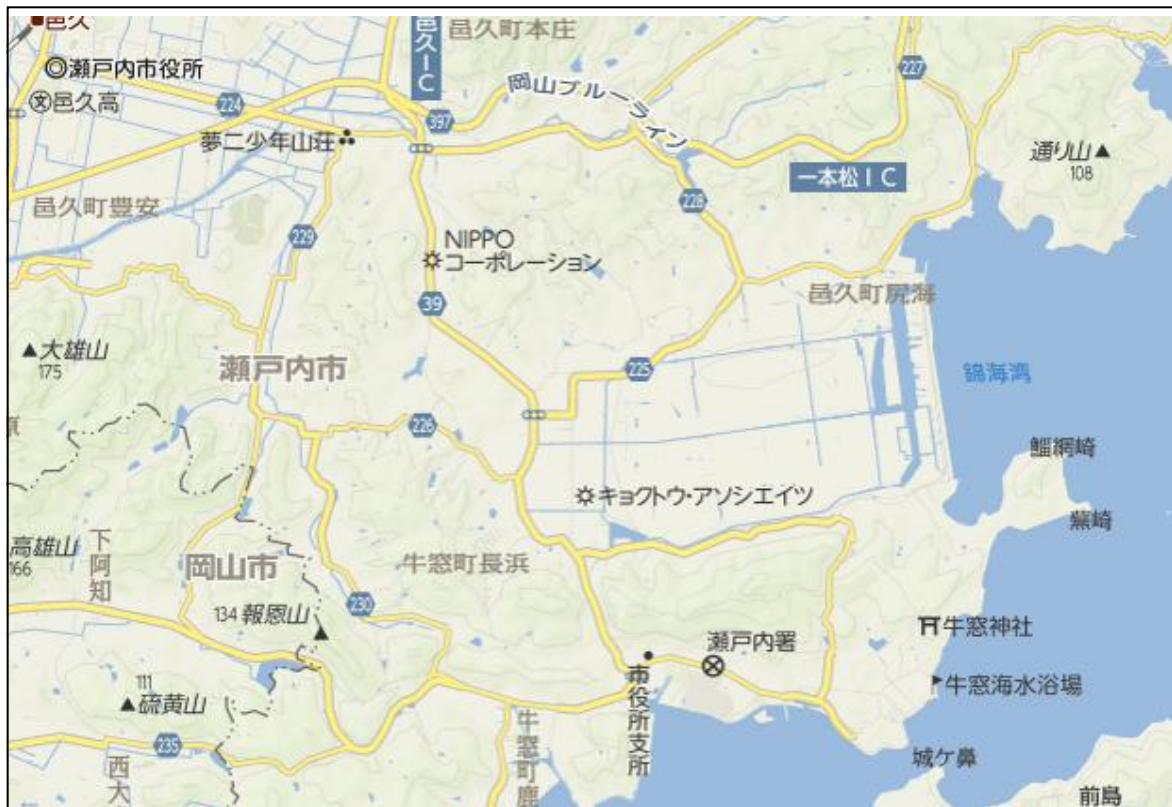 邑久
瀬戸内市役所
邑久高
224
邑久IC
邑久町本庄
岡山ブルーライン
227
397
夢二少年山荘
通り山
108
一本松IC
邑久町豊安
229
228
NIPPO
コーポレーション
39
邑久町尻海
大雄山
175
瀬戸内市
225
錦海湾
原
226
鯔網崎
キョクトウ・アソシエイツ
蕪崎
高雄山
166
下阿知
岡山市
牛窓町長浜
134 報恩山
230
瀬戸内署
牛窓神社
牛窓海水浴場
市役所支所
111
硫黄山
235
西大
牛窓町鹿
城ケ鼻
前島